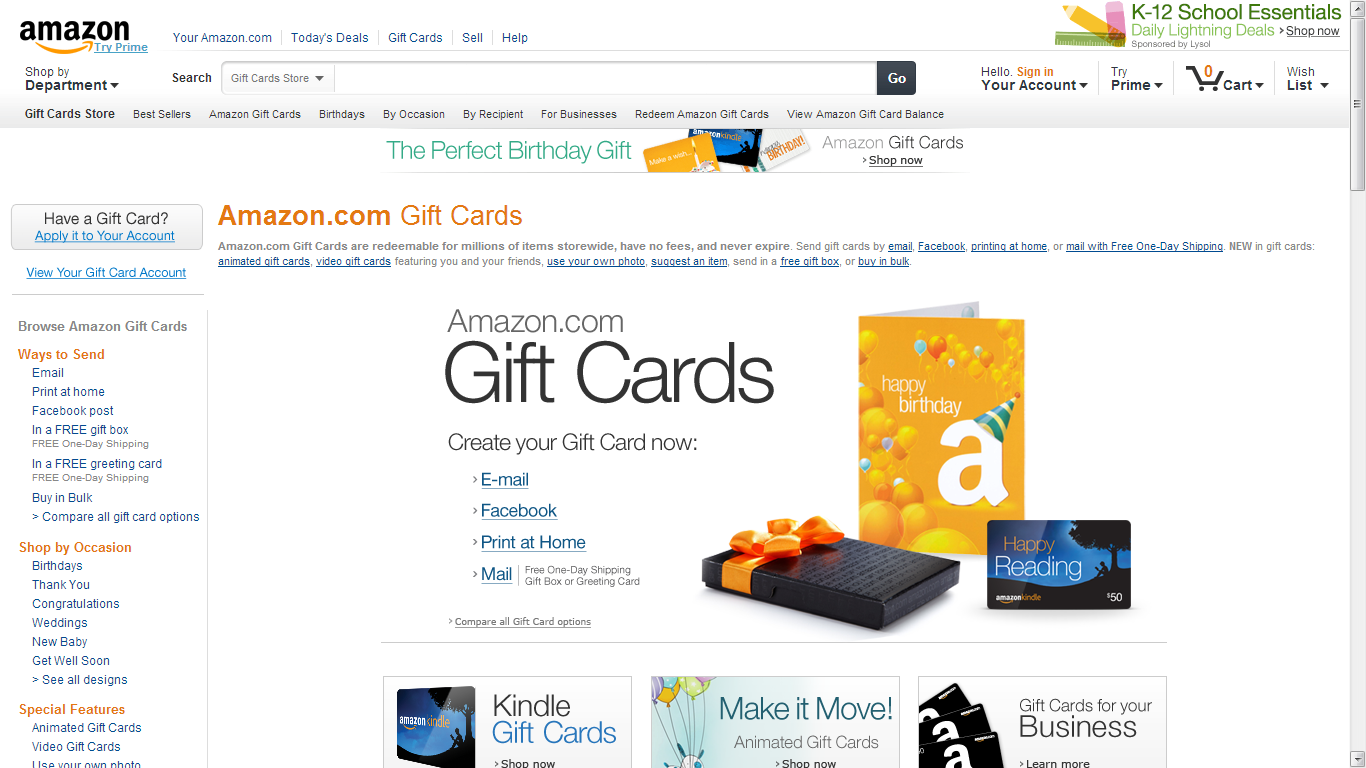 amazon
Try Prime
Your Amazon.com
Today's Deals
Gift Cards
Sell
Help
K-12 School Essentials
Daily Lightning Deals
Shop now
Sponsored by Lysol
Shop by
Department
Search
Gift Cards Store
Go
Hello. Sign in
Your Account
Try
Prime
0
Cart
Wish
List
Gift Cards Store
Best Sellers
Amazon Gift Cards
Birthdays
By Occasion
By Recipient
For Businesses
Redeem Amazon Gift Cards
View Amazon Gift Card Balance
The Perfect Birthday Gift
Make a wish...
amazonkindle
BIRTHDAY!
Amazon Gift Cards
› Shop now
Have a Gift Card?
Apply it to Your Account
View Your Gift Card Account
Amazon.com Gift Cards
Amazon.com Gift Cards are redeemable for millions of items storewide, have no fees, and never expire. Send gift cards by email, Facebook, printing at home, or mail with Free One-Day Shipping. NEW in gift cards:
animated gift cards, video gift cards featuring you and your friends, use your own photo, suggest an item, send in a free gift box, or buy in bulk.
Browse Amazon Gift Cards
Ways to Send
Email
Print at home
Facebook post
In a FREE gift box
FREE One-Day Shipping
In a FREE greeting card
FREE One-Day Shipping
Buy in Bulk
> Compare all gift card options
Shop by Occasion
Birthdays
Thank You
Congratulations
Weddings
New Baby
Get Well Soon
> See all designs
Special Features
Animated Gift Cards
Video Gift Cards
Use your own photo
Amazon.com
Gift Cards
Create your Gift Card now:
› E-mail
› Facebook
› Print at Home
› Mail
Free One-Day Shipping
Gift Box or Greeting Card
› Compare all Gift Card options
happy
birthday
a
Happy
Reading
amazonkindle
$50
amazonkindle
Kindle
Gift Cards
› Shop now
Make it Move!
Animated Gift Cards
› Shop now
amazon.com
amazon.com
amazon.com
a
Gift Cards for your
Business
› Learn more